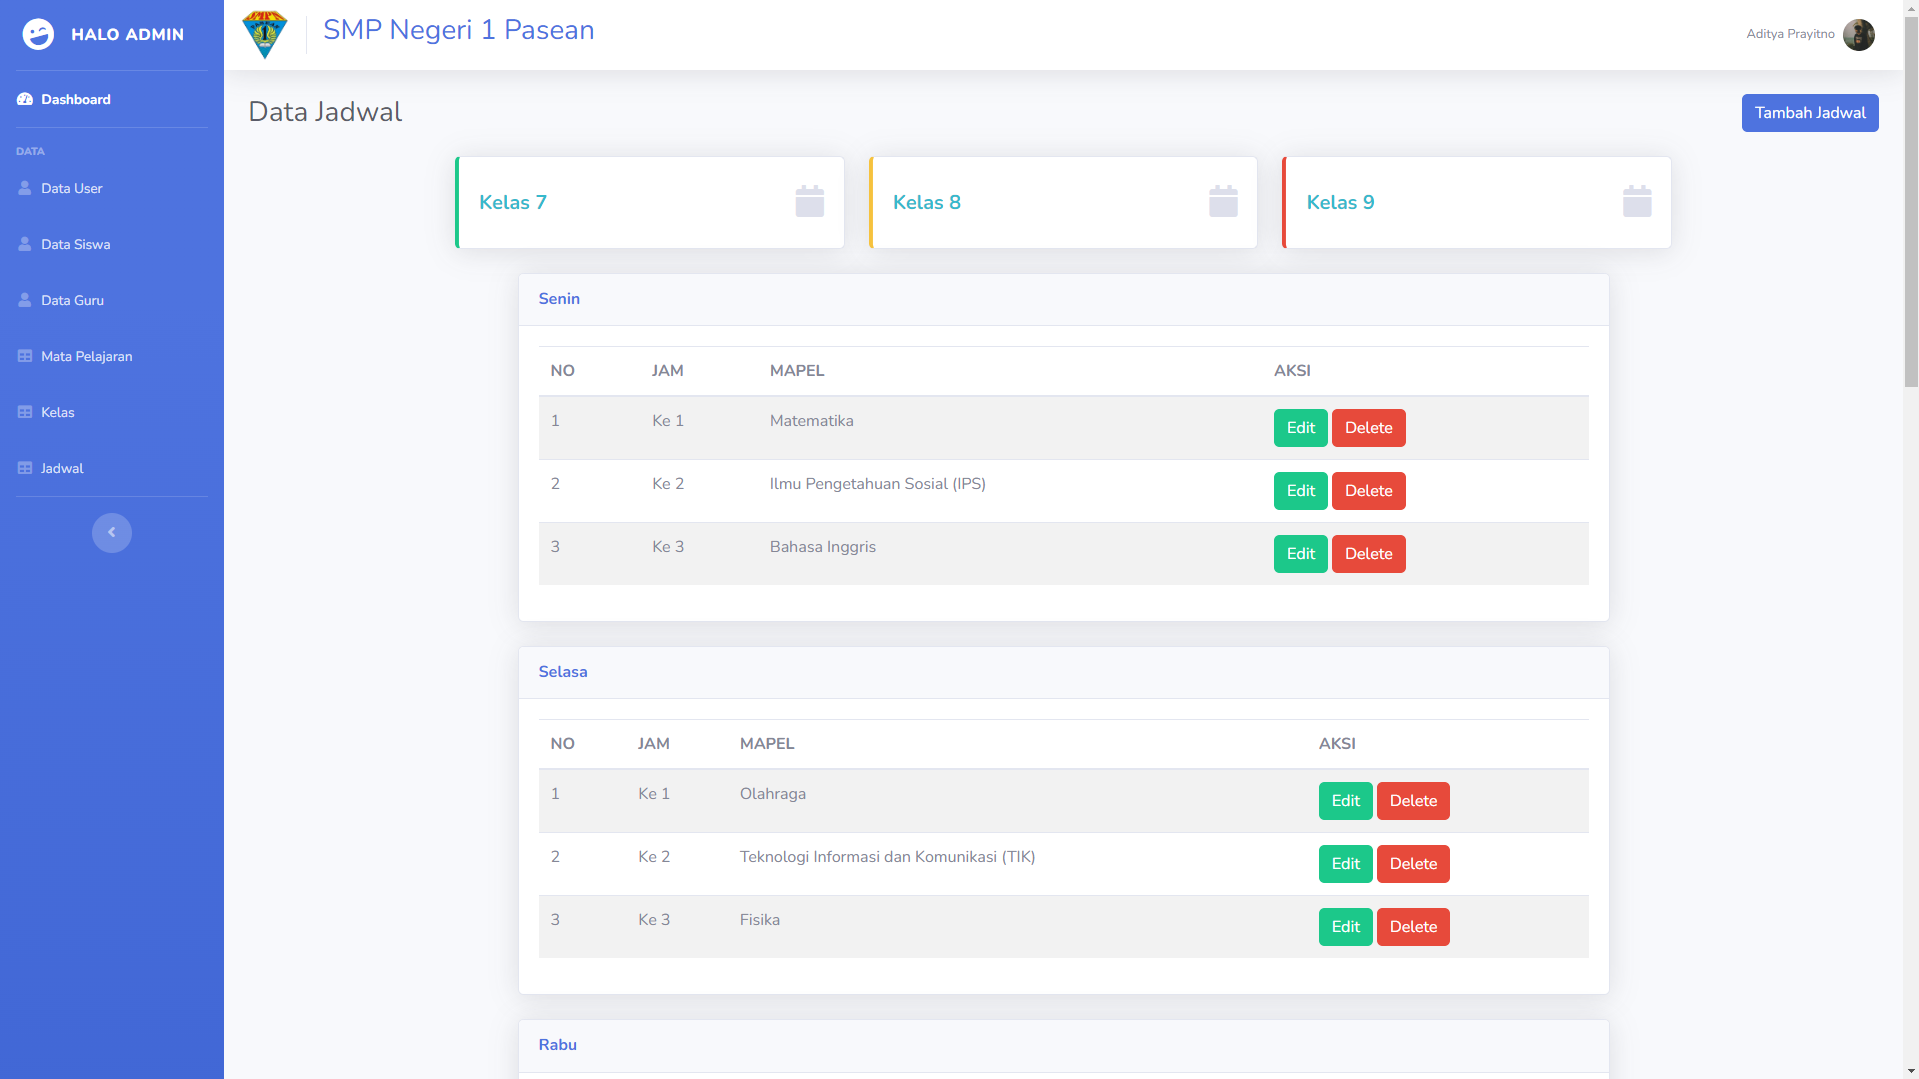 HALO ADMIN
SMP Negeri 1 Pasean
Aditya Prayitno
Dashboard
DATA
Data User
Data Siswa
Data Guru
Mata Pelajaran
Kelas
Jadwal
Data Jadwal
Tambah Jadwal
Kelas 7
Kelas 8
Kelas 9
Senin
NO JAM MAPEL AKSI
1 Ke 1 Matematika Edit Delete
2 Ke 2 Ilmu Pengetahuan Sosial (IPS) Edit Delete
3 Ke 3 Bahasa Inggris Edit Delete
Selasa
NO JAM MAPEL AKSI
1 Ke 1 Olahraga Edit Delete
2 Ke 2 Teknologi Informasi dan Komunikasi (TIK) Edit Delete
3 Ke 3 Fisika Edit Delete
Rabu